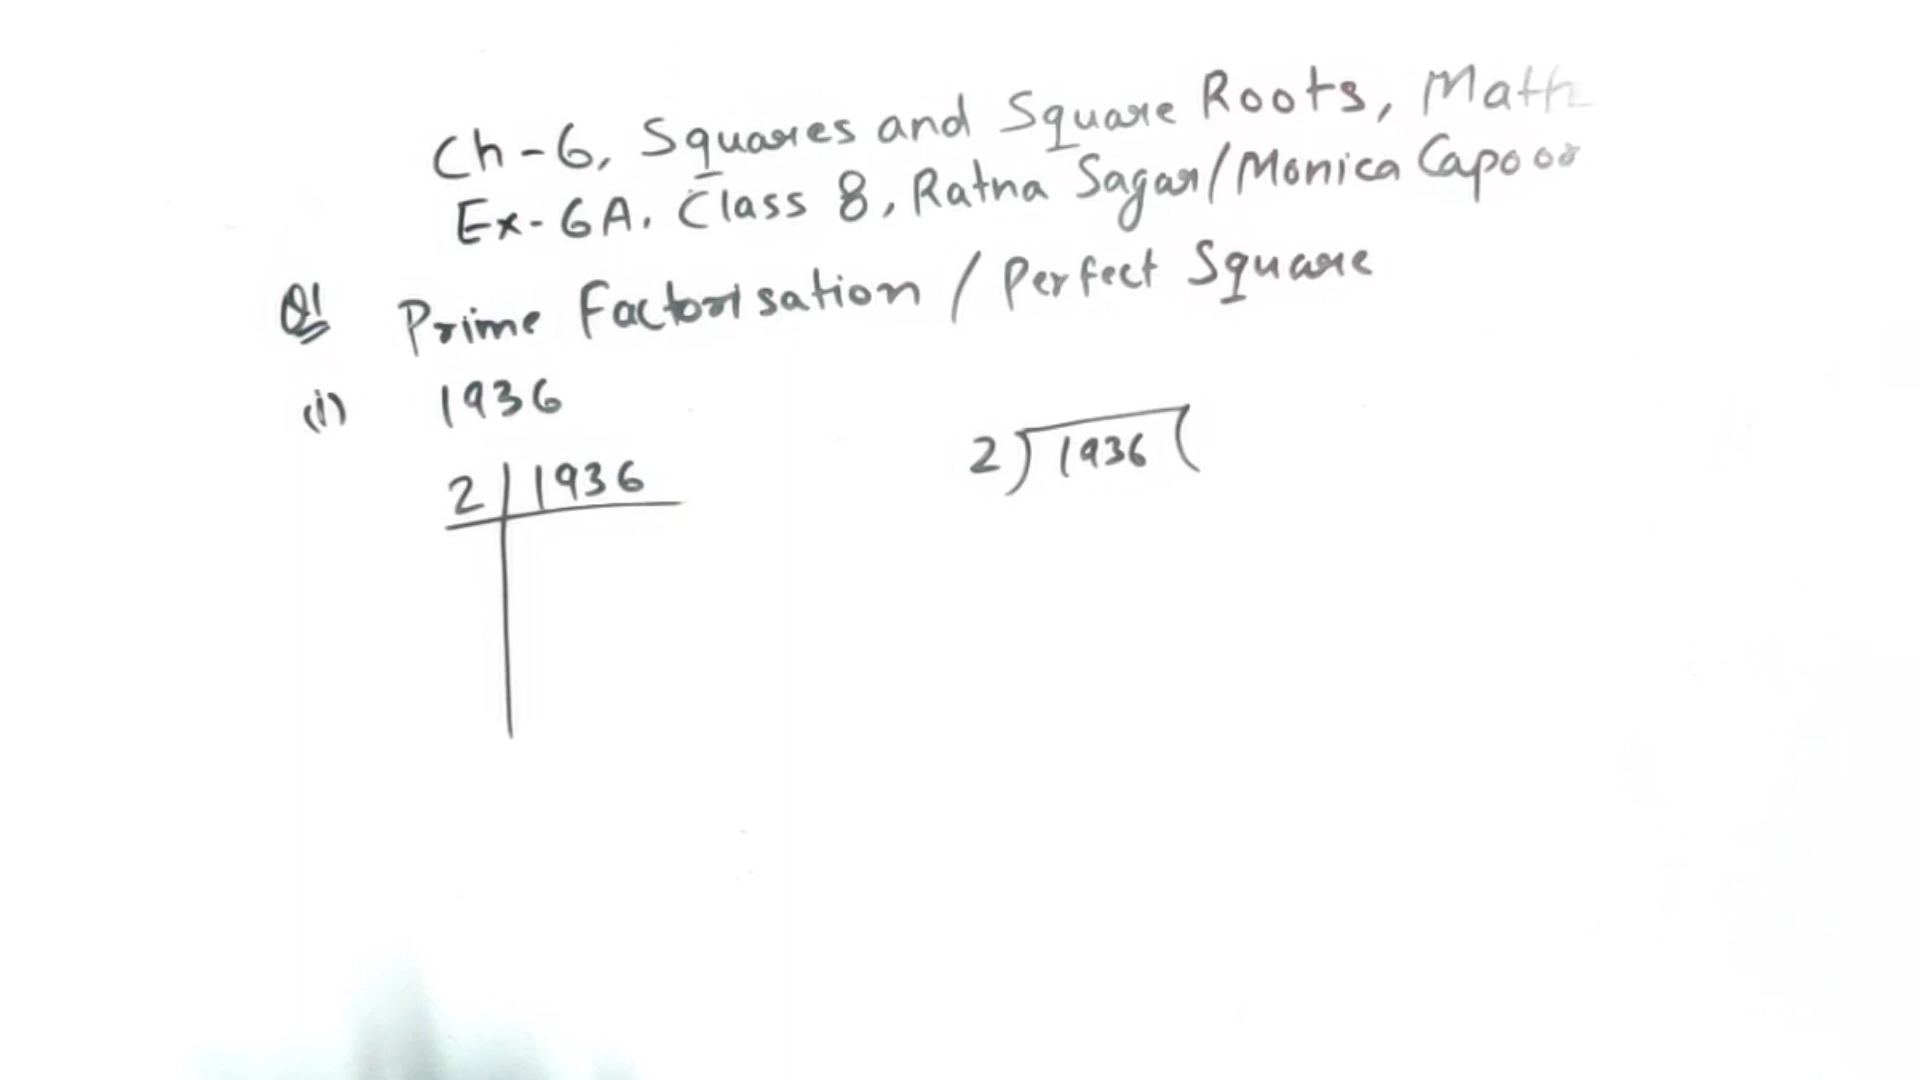 Ch-6, Squares and Square Roots, Math
Ex-6A. Class 8, Ratna Sagar/Monica Capoor
Q1 Prime Factorisation / Perfect Square
(i) 1936
2 | 1936
2) 1936 (